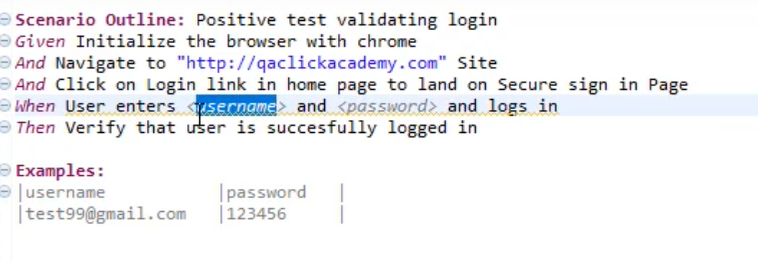 Scenario Outline: Positive test validating login
Given Initialize the browser with chrome
And Navigate to "http://qaclickacademy.com" Site
And Click on Login link in home page to land on Secure sign in Page
When User enters <username> and <password> and logs in
Then Verify that user is succesfully logged in
Examples:
|username |password |
|test99@gmail.com |123456 |